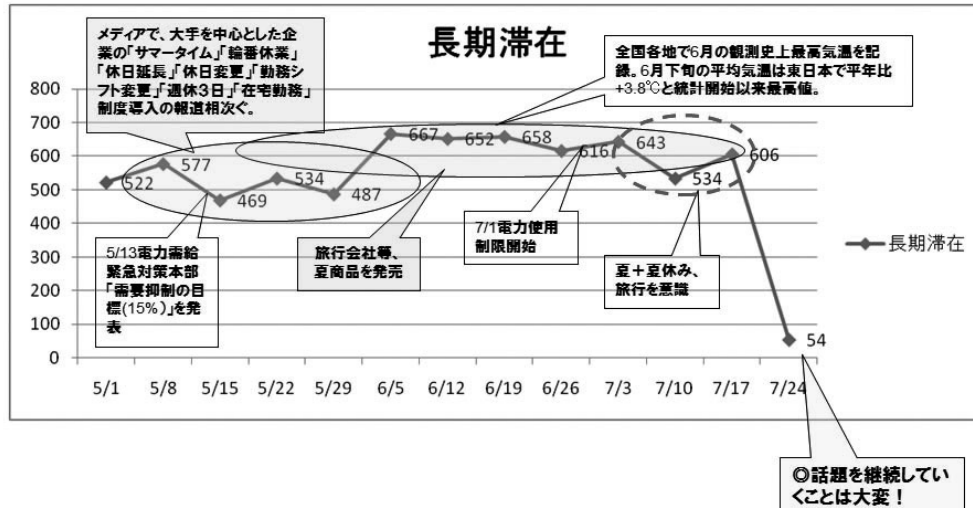 長期滞在
メディアで、大手を中心とした企
業の「サマータイム」「輪番休業」
「休日延長」「休日変更」「勤務シ
フト変更」「週休3日」「在宅勤務」
制度導入の報道相次ぐ。
全国各地で6月の観測史上最高気温を記
録。6月下旬の平均気温は東日本で平年比
+3.8℃と統計開始以来最高値。
800
700
600
500
400
300
200
100
0
522
577
469
534
487
667
652
658
616
643
534
606
54
5/13電力需給
緊急対策本部
「需要抑制の目
標(15%)」を発
表
旅行会社等、
夏商品を発売
7/1電力使用
制限開始
夏+夏休み、
旅行を意識
長期滞在
5/1 5/8 5/15 5/22 5/29 6/5 6/12 6/19 6/26 7/3 7/10 7/17 7/24
◎話題を継続してい
くことは大変!